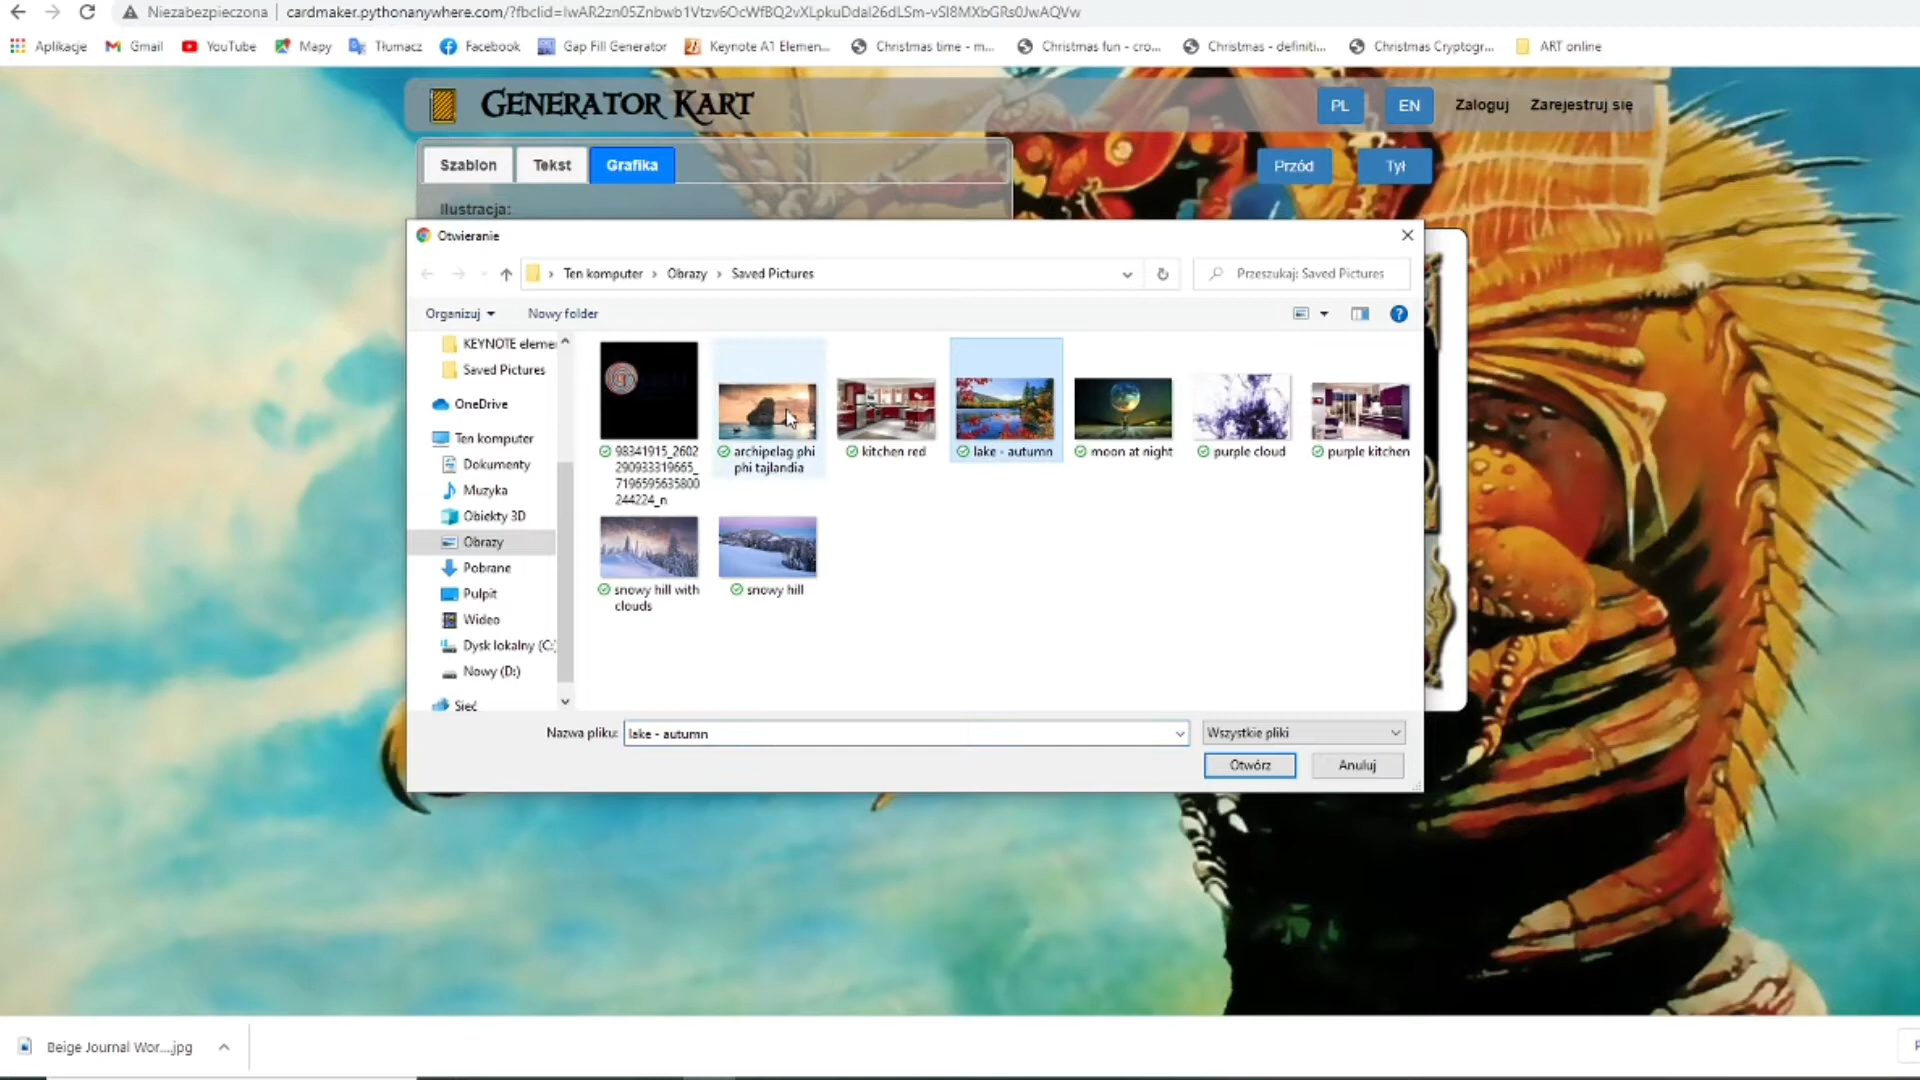 Niezabezpieczona
cardmaker.pythonanywhere.com/?fbclid=IwAR2zn05Znbwb1Vtzv6OcWfBQ2vXLpkuDdal26dLSm-vSl8MXbGRs0JwAQVw
Aplikacje Gmail YouTube Mapy Tłumacz Facebook Gap Fill Generator Keynote A1 Elemen... Christmas time - m... Christmas fun - cro... Christmas - definiti... Christmas Cryptogr... ART online
Generator Kart
PL EN Zaloguj Zarejestruj się
Szablon Tekst Grafika
Przód Tył
Ilustracja:
Otwieranie
Ten komputer > Obrazy > Saved Pictures
Przeszukaj: Saved Pictures
Organizuj Nowy folder
KEYNOTE eleme
Saved Pictures
OneDrive
Ten komputer
Dokumenty
Muzyka
Obiekty 3D
Obrazy
Pobrane
Pulpit
Wideo
Dysk lokalny (C:
Nowy (D:)
Sieć
98341915_2602
290933319665_
7196595635800
244224_n
archipelag phi
phi tajlandia
kitchen red
lake - autumn
moon at night
purple cloud
purple kitchen
snowy hill with
clouds
snowy hill
Nazwa pliku: lake - autumn
Wszystkie pliki
Otwórz Anuluj
Beige Journal Wor....jpg